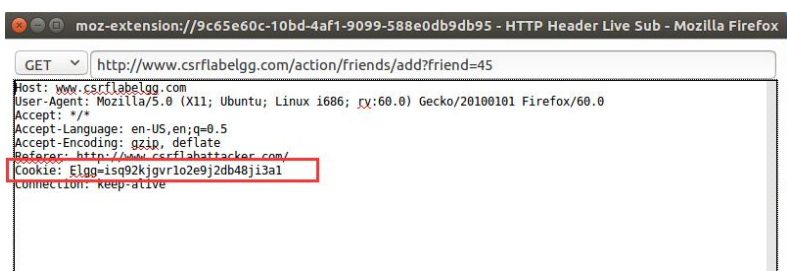 moz-extension://9c65e60c-10bd-4af1-9099-588e0db9db95 - HTTP Header Live Sub - Mozilla Firefox
GET http://www.csrflabelgg.com/action/friends/add?friend=45
Host: www.csrflabelgg.com
User-Agent: Mozilla/5.0 (X11; Ubuntu; Linux i686; rv:60.0) Gecko/20100101 Firefox/60.0
Accept: */*
Accept-Language: en-US,en;q=0.5
Accept-Encoding: gzip, deflate
Referer: http://www.csrflabattacker.com/
Cookie: Elgg=isq92kjgvr1o2e9j2db48ji3a1
Connection: keep-alive